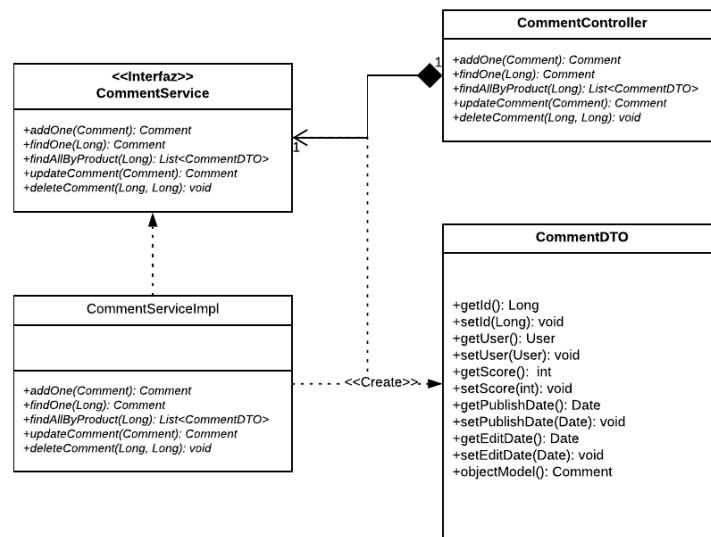 CommentController
+addOne(Comment): Comment
+findOne(Long): Comment
+findAllByProduct(Long): List<CommentDTO>
+updateComment(Comment): Comment
+deleteComment(Long, Long): void
1
<<Interfaz>>
CommentService
+addOne(Comment): Comment
+findOne(Long): Comment
+findAllByProduct(Long): List<CommentDTO>
+updateComment(Comment): Comment
+deleteComment(Long, Long): void
1
CommentServiceImpl
+addOne(Comment): Comment
+findOne(Long): Comment
+findAllByProduct(Long): List<CommentDTO>
+updateComment(Comment): Comment
+deleteComment(Long, Long): void
<<Create>>
CommentDTO
+getId(): Long
+setId(Long): void
+getUser(): User
+setUser(User): void
+getScore(): int
+setScore(int): void
+getPublishDate(): Date
+setPublishDate(Date): void
+getEditDate(): Date
+setEditDate(Date): void
+objectModel(): Comment